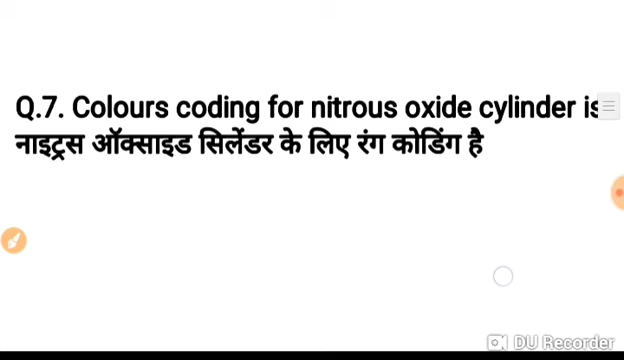 Q.7. Colours coding for nitrous oxide cylinder is
नाइट्रस ऑक्साइड सिलेंडर के लिए रंग कोडिंग है
DU Recorder